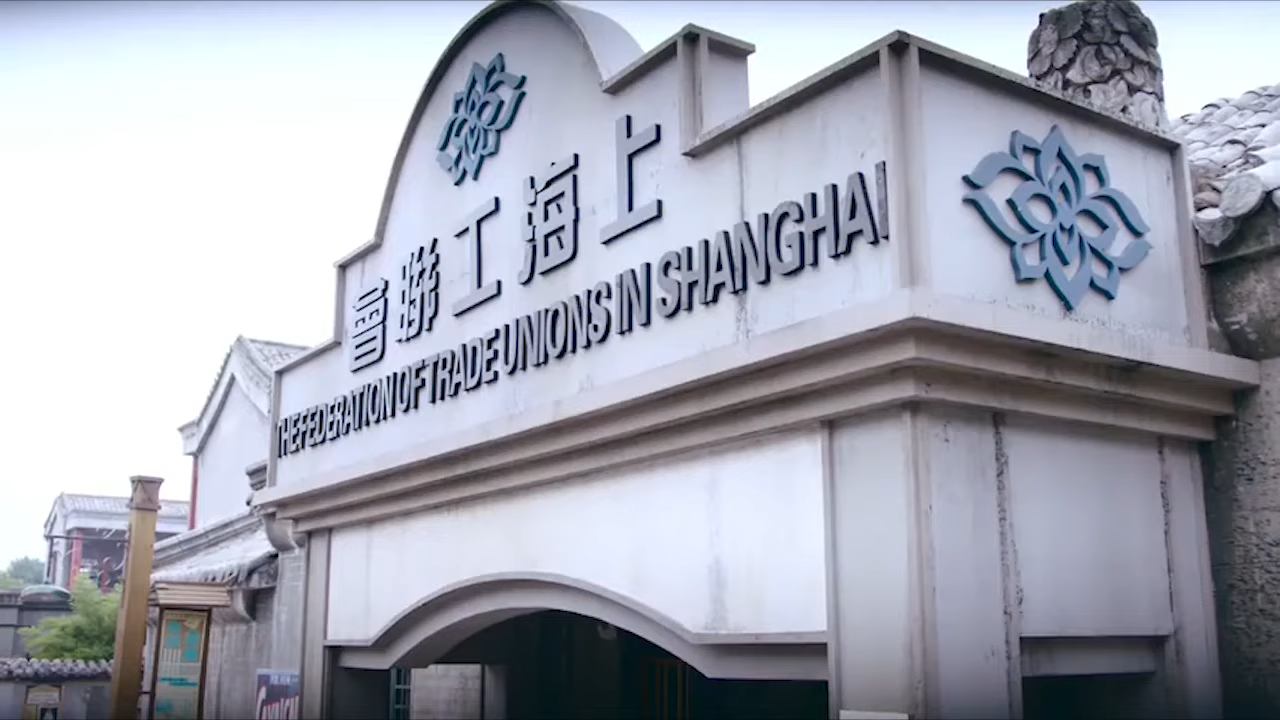 上海工聯會
THE FEDERATION OF TRADE UNIONS IN SHANGHAI